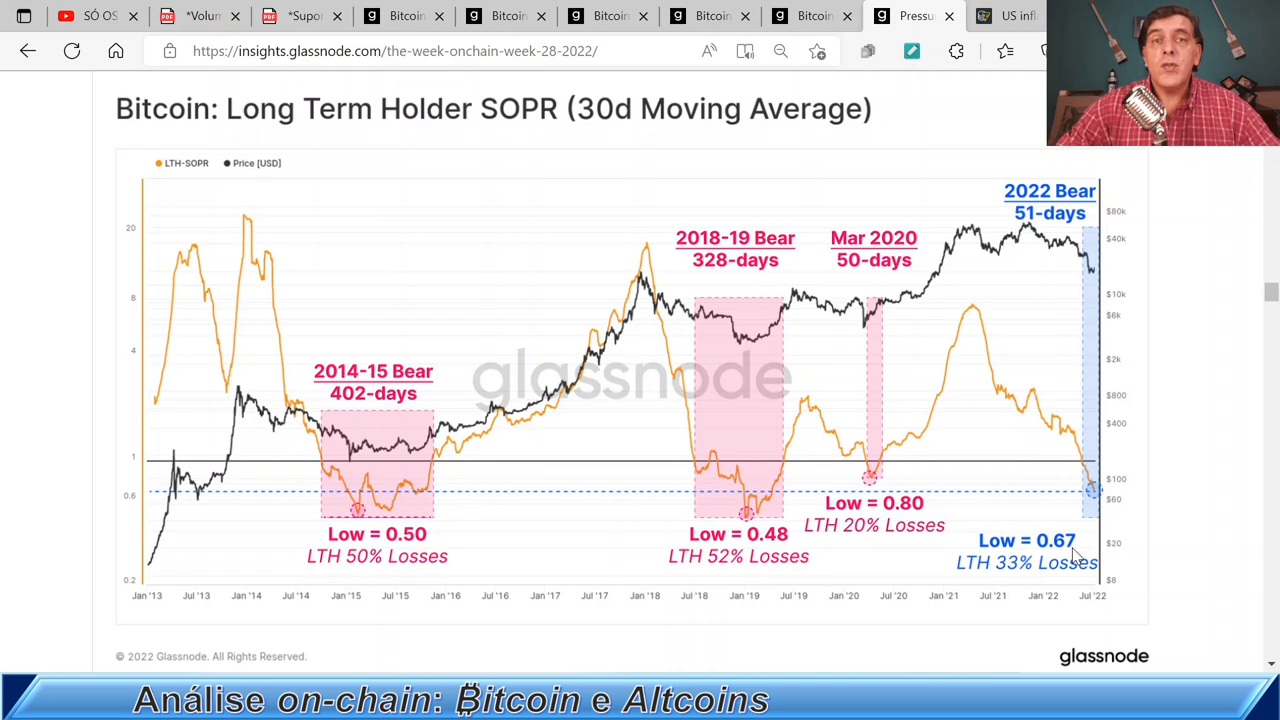 SÓ OS
*Volun
*Supor
Bitcoin
Bitcoin
Bitcoin
Bitcoin
Bitcoin
Pressu
US infl
https://insights.glassnode.com/the-week-onchain-week-28-2022/
Bitcoin: Long Term Holder SOPR (30d Moving Average)
LTH-SOPR Price [USD]
2022 Bear
51-days
2018-19 Bear
328-days
Mar 2020
50-days
2014-15 Bear
402-days
glassnode
Low = 0.50
LTH 50% Losses
Low = 0.48
LTH 52% Losses
Low = 0.80
LTH 20% Losses
Low = 0.67
LTH 33% Losses
20
8
4
1
0.6
0.2
$80k
$40k
$10k
$6k
$2k
$800
$400
$100
$60
$20
$8
Jan '13 Jul '13 Jan '14 Jul '14 Jan '15 Jul '15 Jan '16 Jul '16 Jan '17 Jul '17 Jan '18 Jul '18 Jan '19 Jul '19 Jan '20 Jul '20 Jan '21 Jul '21 Jan '22 Jul '22
© 2022 Glassnode. All Rights Reserved.
glassnode
Análise on-chain: ₿itcoin e Altcoins